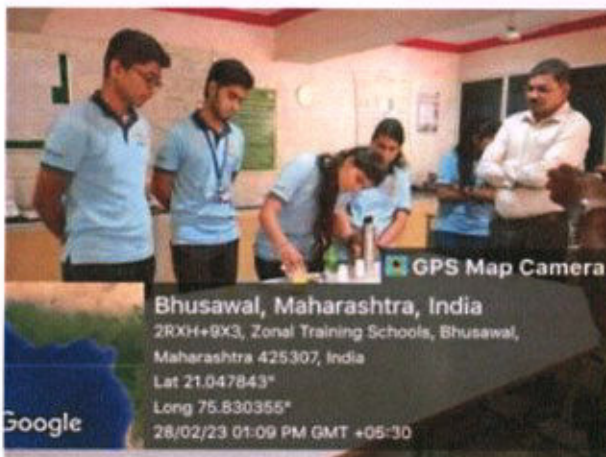 GPS Map Camera
Bhusawal, Maharashtra, India
2RXH+9X3, Zonal Training Schools, Bhusawal,
Maharashtra 425307, India
Lat 21.047843°
Long 75.830355°
28/02/23 01:09 PM GMT +05:30
Google